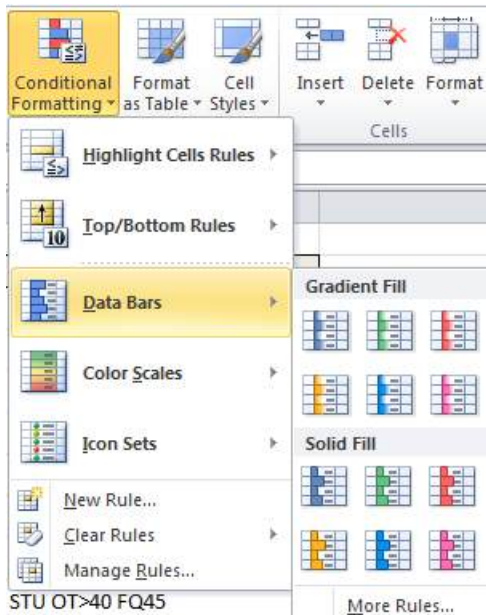 Conditional Formatting
Format as Table
Cell Styles
Insert
Delete
Format
Cells
Highlight Cells Rules
Top/Bottom Rules
10
Data Bars
Color Scales
Icon Sets
New Rule...
Clear Rules
Manage Rules...
Gradient Fill
Solid Fill
More Rules...
STU OT>40 FQ45